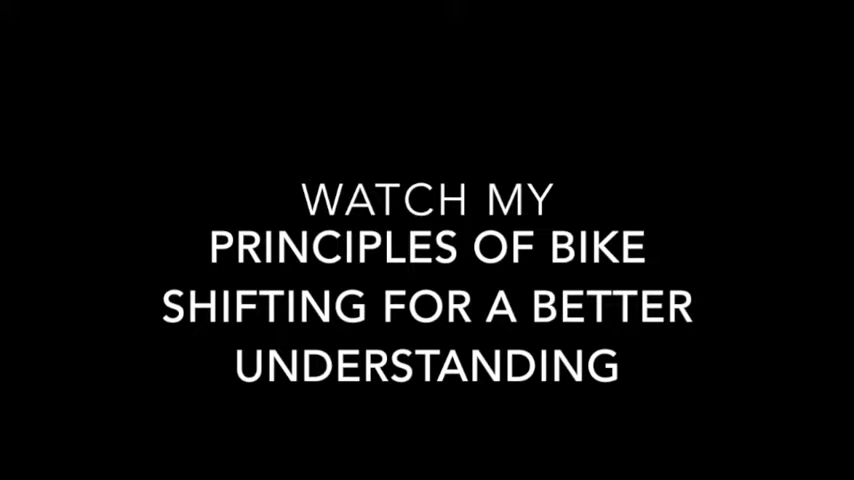 WATCH MY
PRINCIPLES OF BIKE
SHIFTING FOR A BETTER
UNDERSTANDING